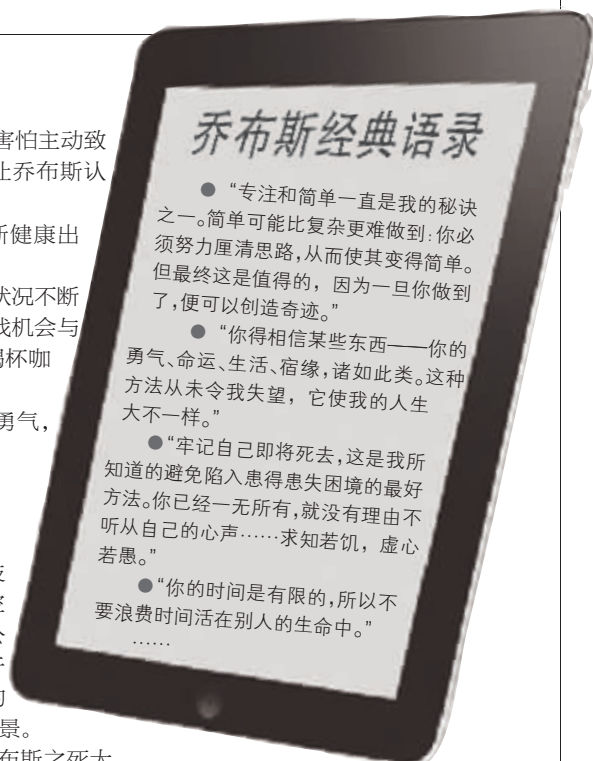 害怕主动致
让乔布斯认
新健康出
状况不断
找机会与
喝杯咖
勇气，
景。
布斯之死大
乔布斯经典语录
● “专注和简单一直是我的秘诀
之一。简单可能比复杂更难做到：你必
须努力厘清思路，从而使其变得简单。
但最终这是值得的，因为一旦你做到
了，便可以创造奇迹。”
● “你得相信某些东西——你的
勇气、命运、生活、宿缘，诸如此类。这种
方法从未令我失望，它使我的人生
大不一样。”
●“牢记自己即将死去，这是我所
知道的避免陷入患得患失困境的最好
方法。你已经一无所有，就没有理由不
听从自己的心声……求知若饥，虚心
若愚。”
●“你的时间是有限的，所以不
要浪费时间活在别人的生命中。”
……